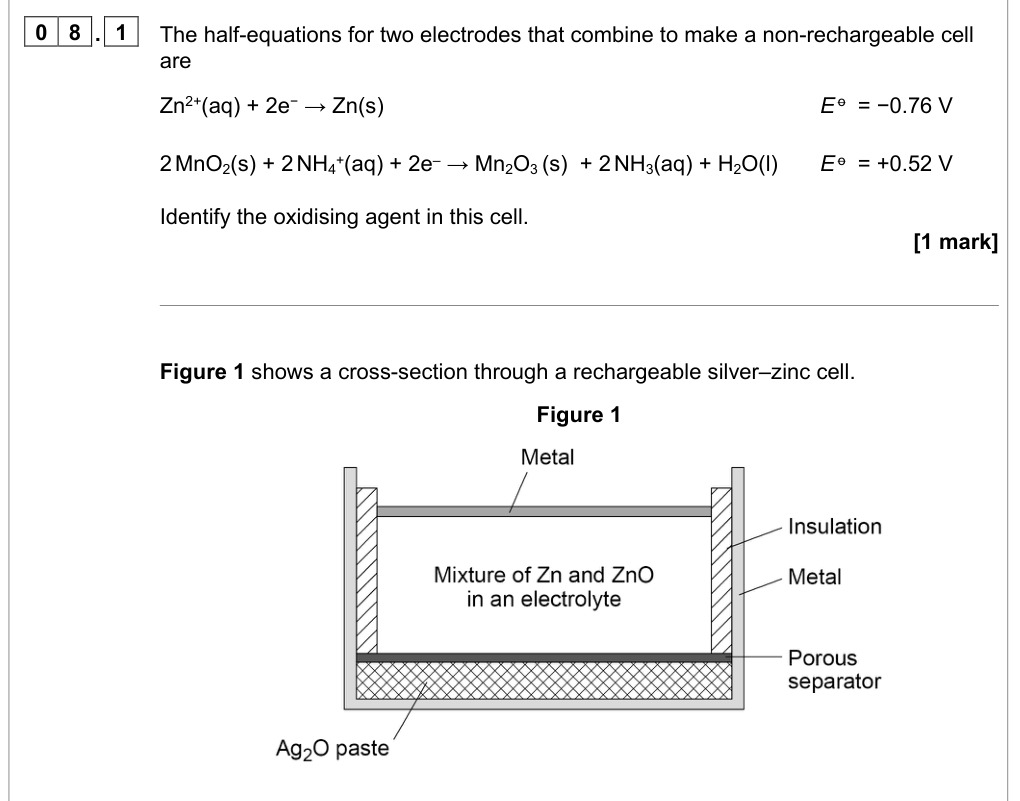 0 8 . 1 The half-equations for two electrodes that combine to make a non-rechargeable cell
are
Zn²⁺(aq) + 2e⁻ → Zn(s) E⦵ = −0.76 V
2 MnO₂(s) + 2 NH₄⁺(aq) + 2e⁻ → Mn₂O₃ (s) + 2 NH₃(aq) + H₂O(l) E⦵ = +0.52 V
Identify the oxidising agent in this cell.
[1 mark]
Figure 1 shows a cross-section through a rechargeable silver–zinc cell.
Figure 1
Metal
Insulation
Mixture of Zn and ZnO
in an electrolyte
Metal
Porous
separator
Ag₂O paste